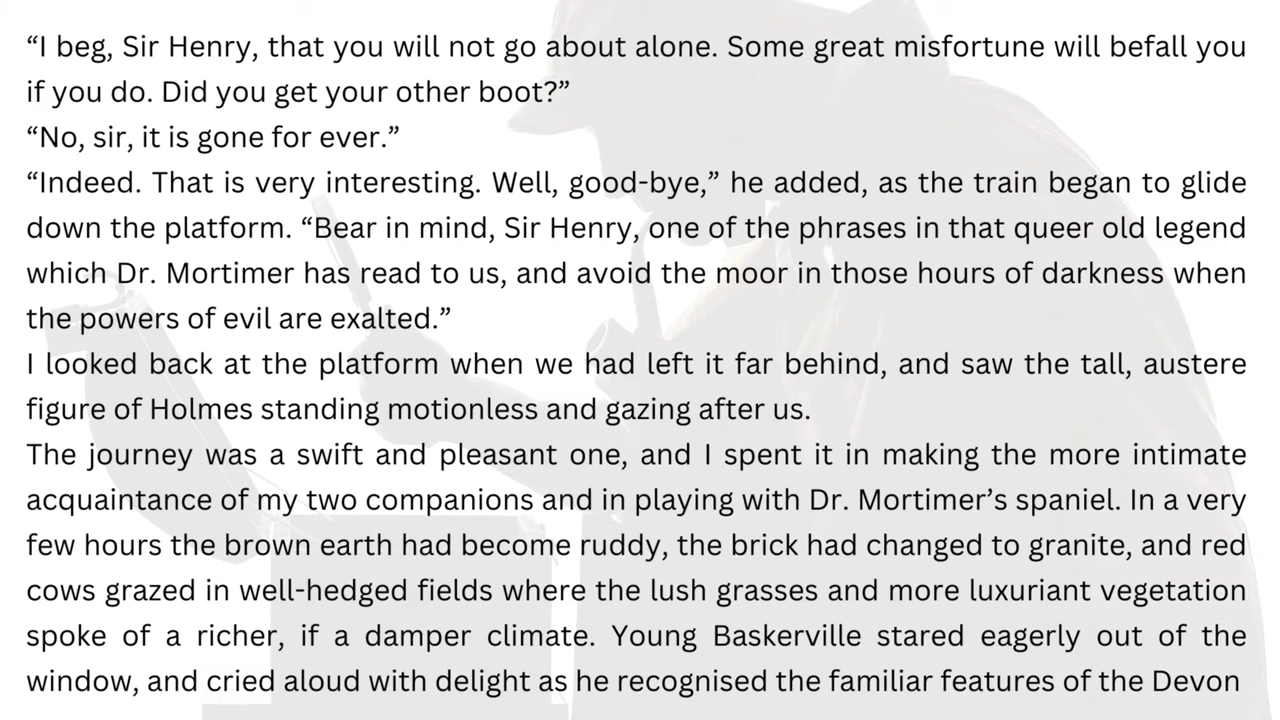 “I beg, Sir Henry, that you will not go about alone. Some great misfortune will befall you
if you do. Did you get your other boot?”
“No, sir, it is gone for ever.”
“Indeed. That is very interesting. Well, good-bye,” he added, as the train began to glide
down the platform. “Bear in mind, Sir Henry, one of the phrases in that queer old legend
which Dr. Mortimer has read to us, and avoid the moor in those hours of darkness when
the powers of evil are exalted.”
I looked back at the platform when we had left it far behind, and saw the tall, austere
figure of Holmes standing motionless and gazing after us.
The journey was a swift and pleasant one, and I spent it in making the more intimate
acquaintance of my two companions and in playing with Dr. Mortimer’s spaniel. In a very
few hours the brown earth had become ruddy, the brick had changed to granite, and red
cows grazed in well-hedged fields where the lush grasses and more luxuriant vegetation
spoke of a richer, if a damper climate. Young Baskerville stared eagerly out of the
window, and cried aloud with delight as he recognised the familiar features of the Devon